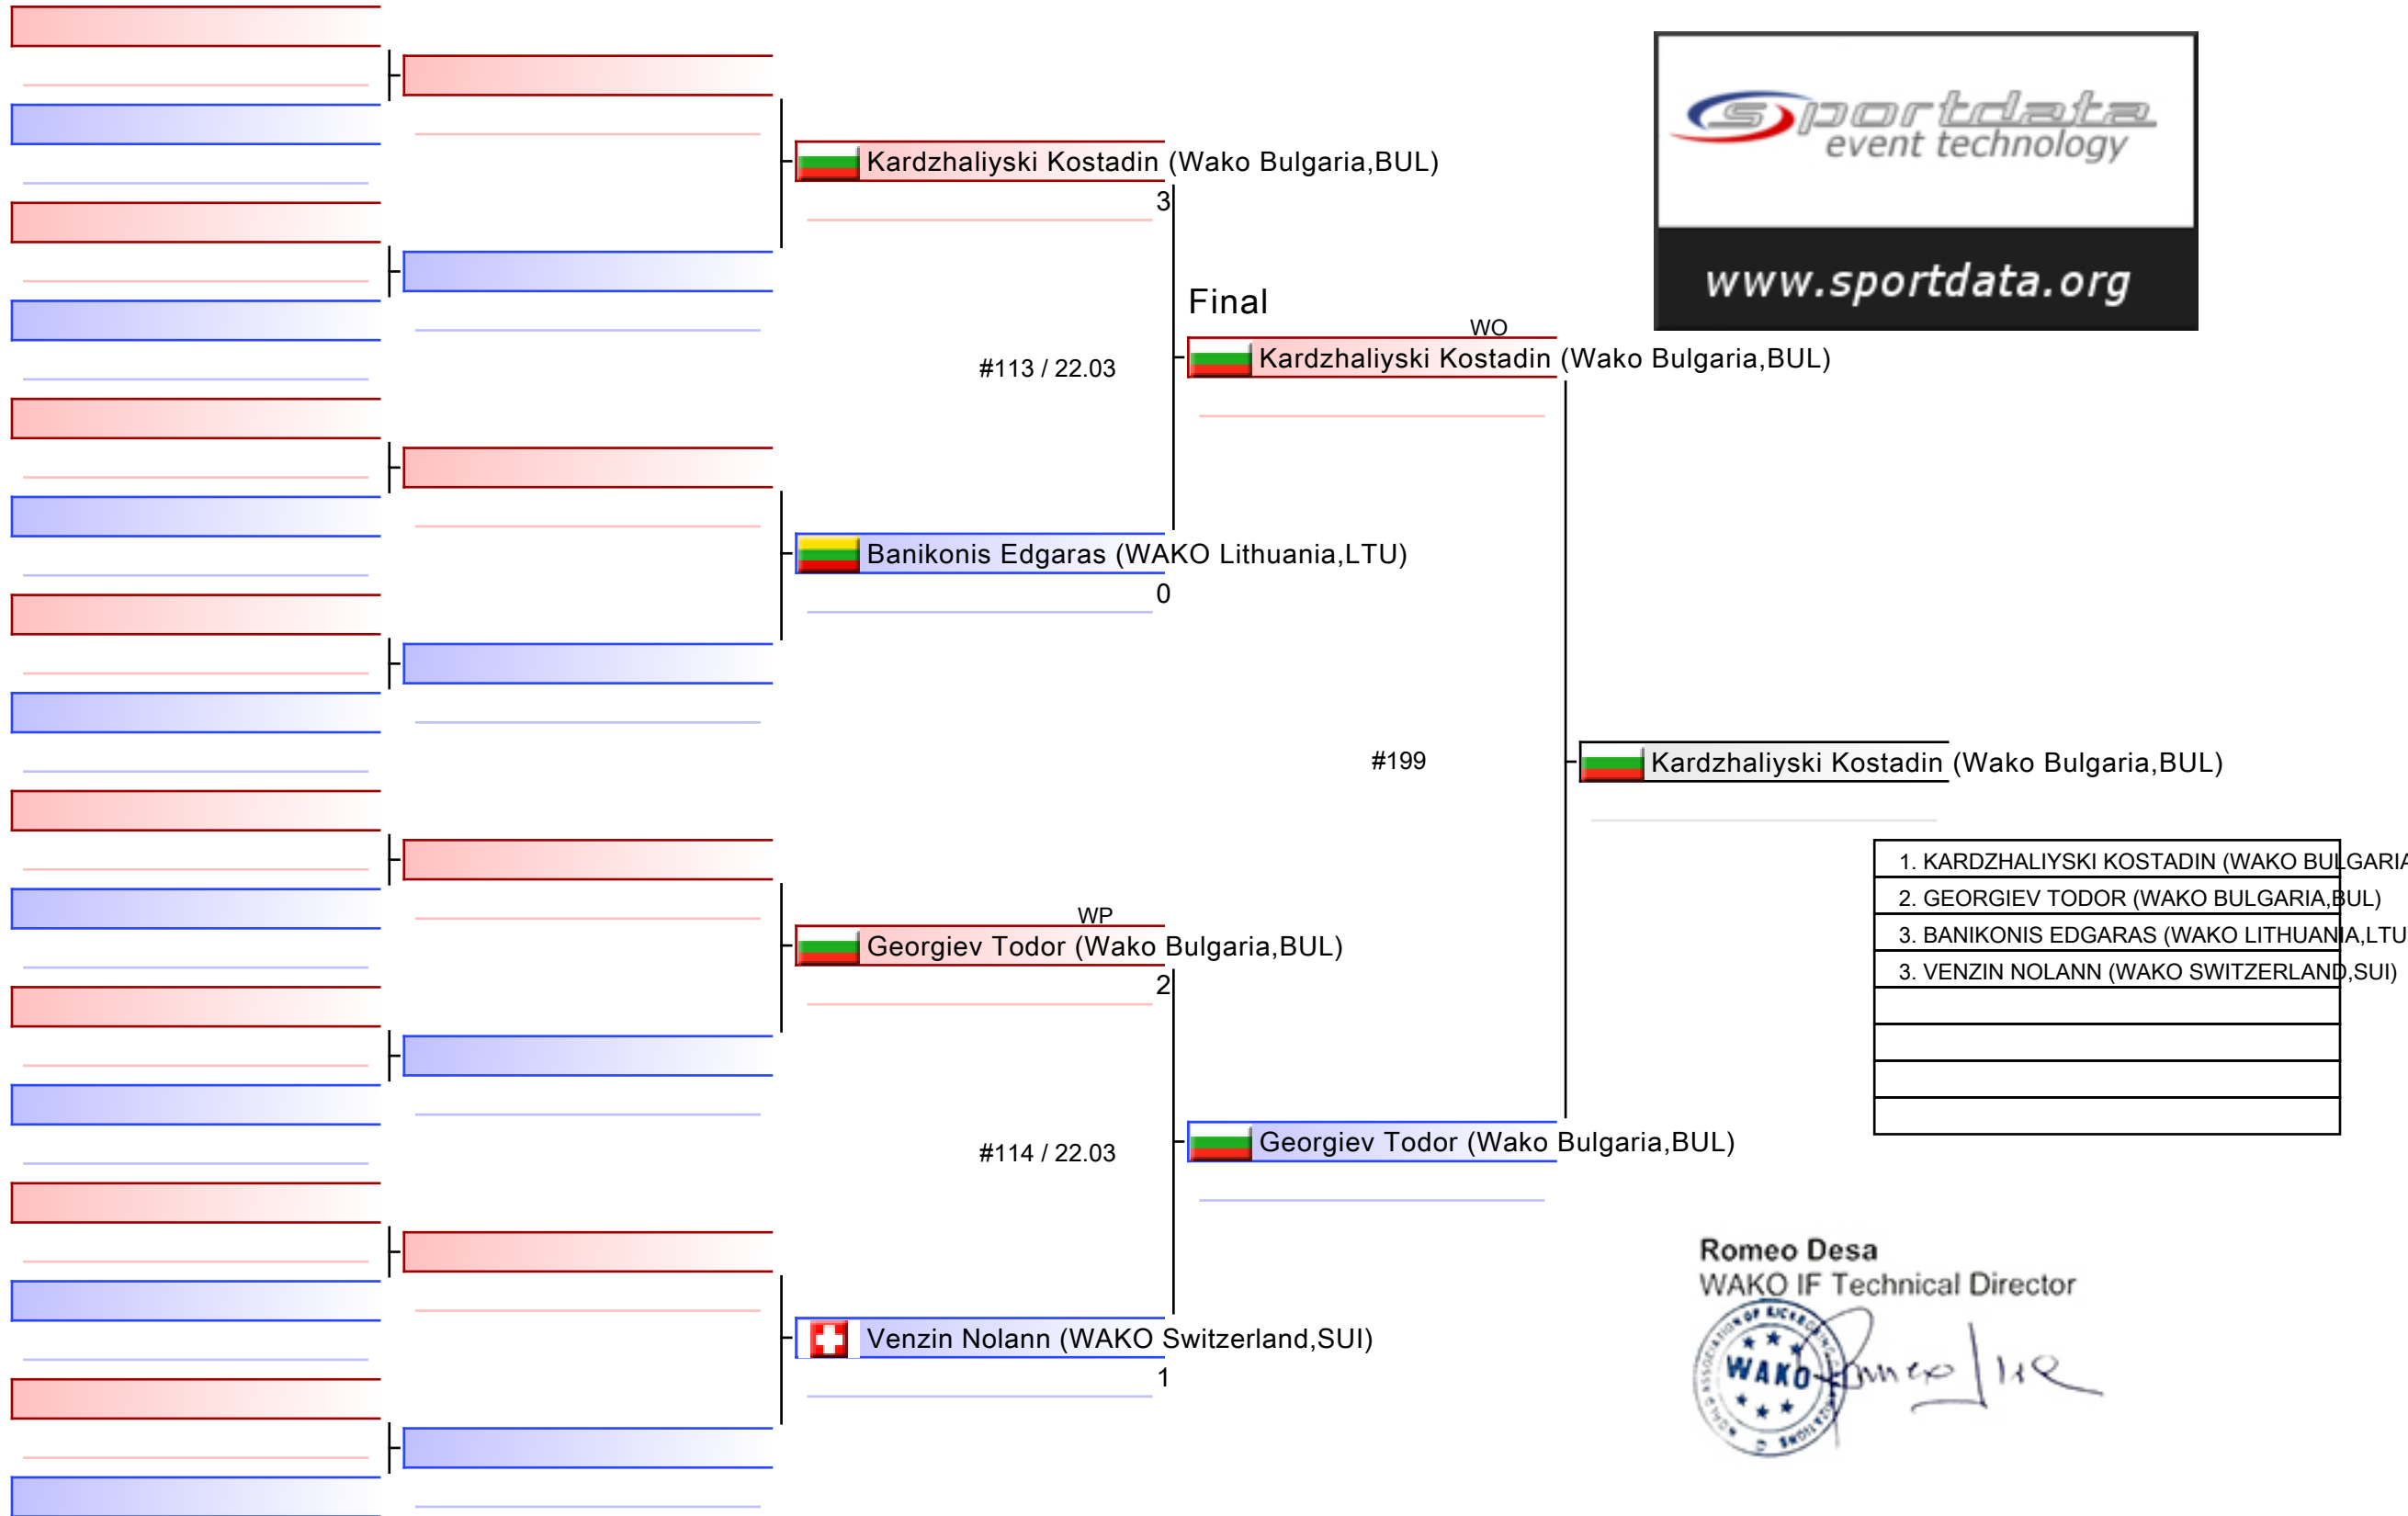 sportdata
event technology
www.sportdata.org
Kardzhaliyski Kostadin (Wako Bulgaria,BUL)
3
Final
WO
#113 / 22.03
Kardzhaliyski Kostadin (Wako Bulgaria,BUL)
Banikonis Edgaras (WAKO Lithuania,LTU)
0
#199
Kardzhaliyski Kostadin (Wako Bulgaria,BUL)
1. KARDZHALIYSKI KOSTADIN (WAKO BULGARIA
2. GEORGIEV TODOR (WAKO BULGARIA,BUL)
3. BANIKONIS EDGARAS (WAKO LITHUANIA,LTU
3. VENZIN NOLANN (WAKO SWITZERLAND,SUI)
WP
Georgiev Todor (Wako Bulgaria,BUL)
2
#114 / 22.03
Georgiev Todor (Wako Bulgaria,BUL)
Venzin Nolann (WAKO Switzerland,SUI)
1
Romeo Desa
WAKO IF Technical Director
WAKO